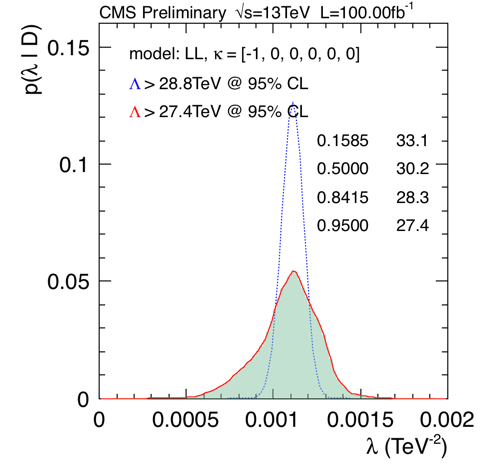 CMS Preliminary √s=13TeV L=100.00fb⁻¹
model: LL, κ = [-1, 0, 0, 0, 0, 0]
Λ > 28.8TeV @ 95% CL
Λ > 27.4TeV @ 95% CL
0.1585 33.1
0.5000 30.2
0.8415 28.3
0.9500 27.4
p(λ | D)
0.15
0.1
0.05
0
0 0.0005 0.001 0.0015 0.002
λ (TeV⁻²)